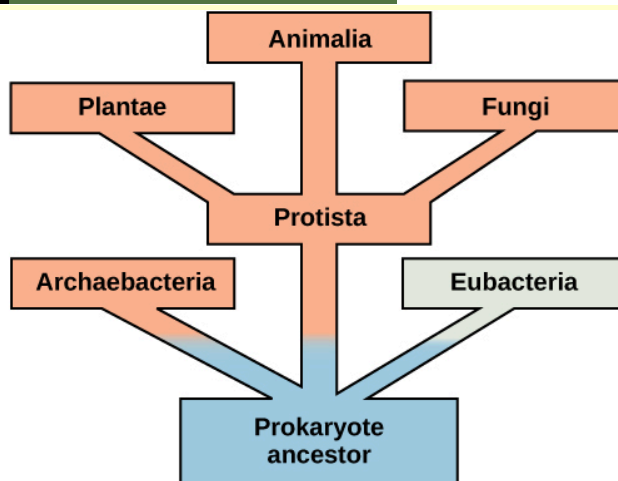 Animalia
Plantae
Fungi
Protista
Archaebacteria
Eubacteria
Prokaryote
ancestor